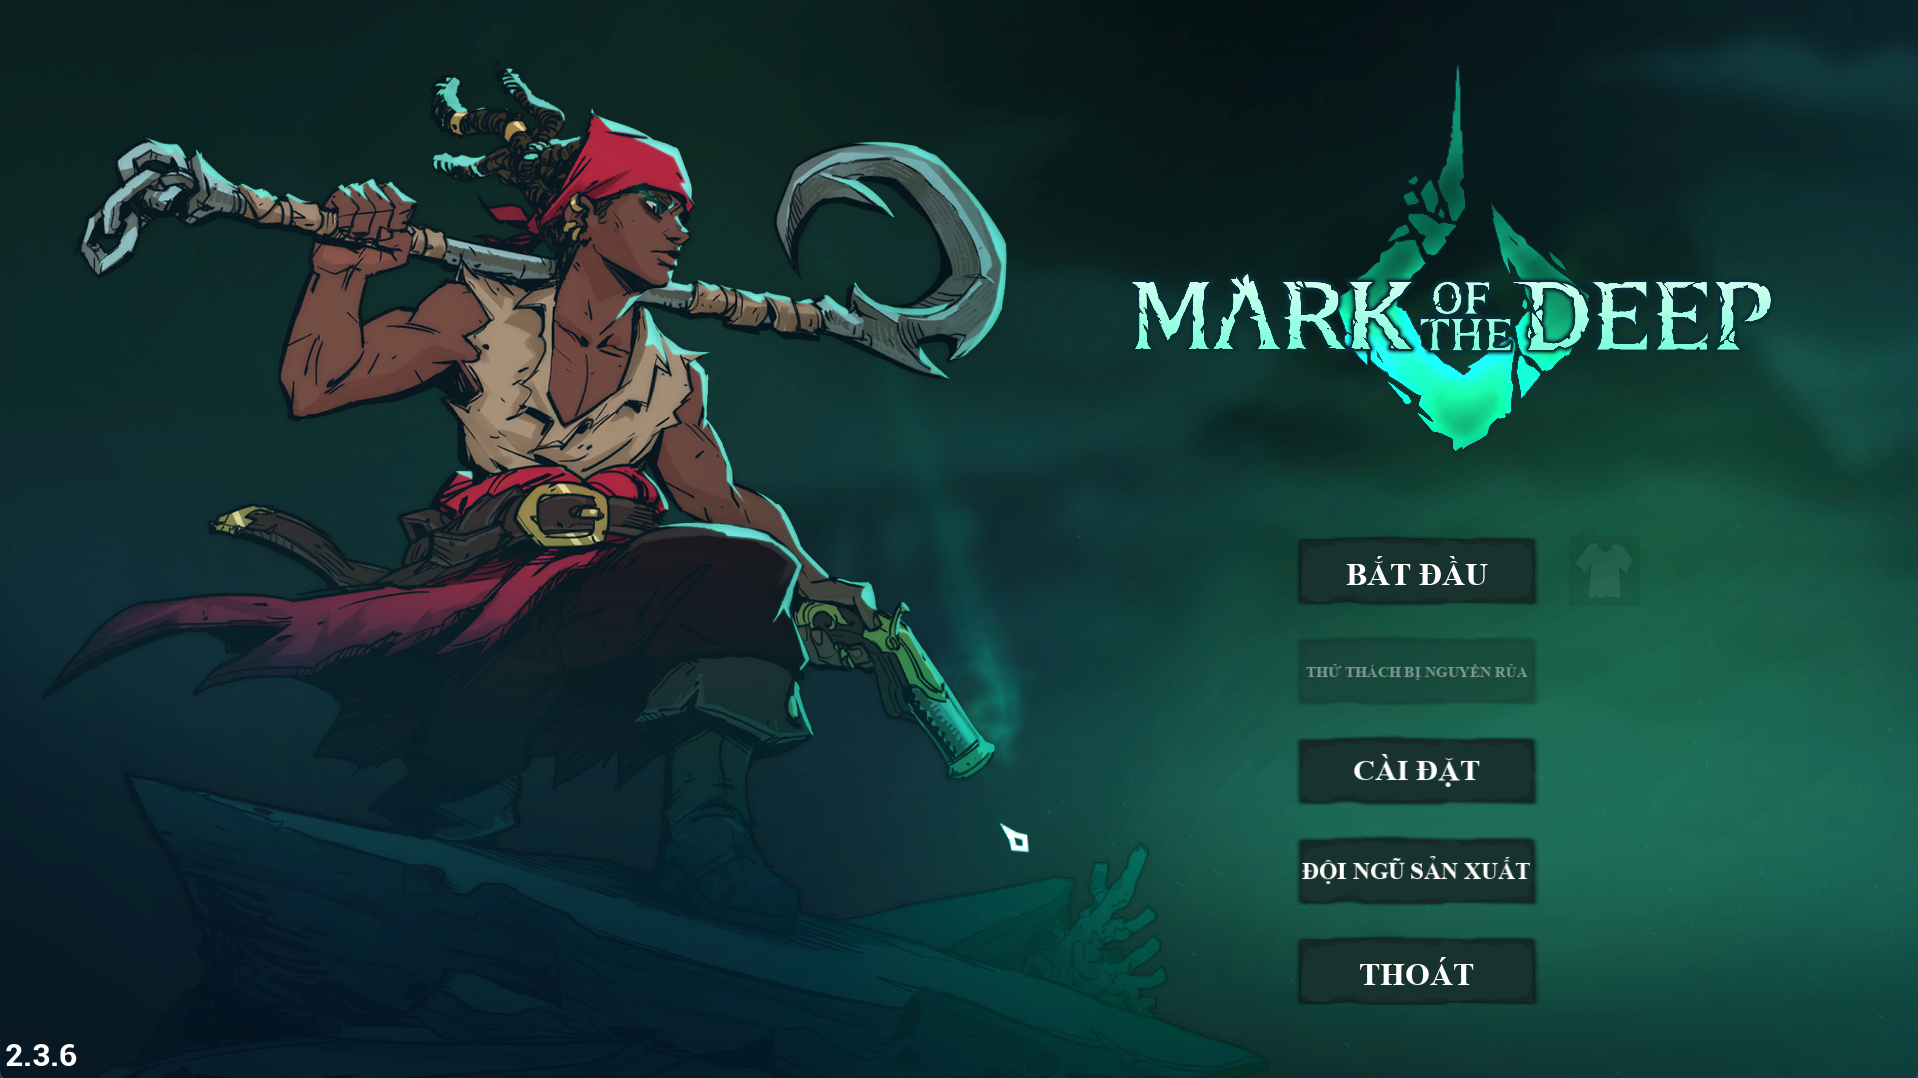 MARK OF THE DEEP
BẮT ĐẦU
THỬ THÁCH BỊ NGUYỀN RỦA
CÀI ĐẶT
ĐỘI NGŨ SẢN XUẤT
THOÁT
2.3.6